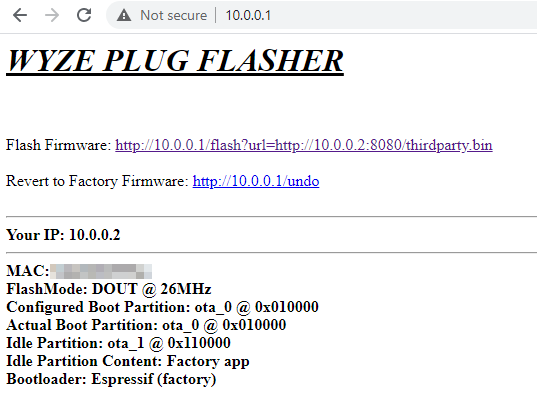 Not secure | 10.0.0.1
WYZE PLUG FLASHER
Flash Firmware: http://10.0.0.1/flash?url=http://10.0.0.2:8080/thirdparty.bin
Revert to Factory Firmware: http://10.0.0.1/undo
Your IP: 10.0.0.2
MAC:
FlashMode: DOUT @ 26MHz
Configured Boot Partition: ota_0 @ 0x010000
Actual Boot Partition: ota_0 @ 0x010000
Idle Partition: ota_1 @ 0x110000
Idle Partition Content: Factory app
Bootloader: Espressif (factory)